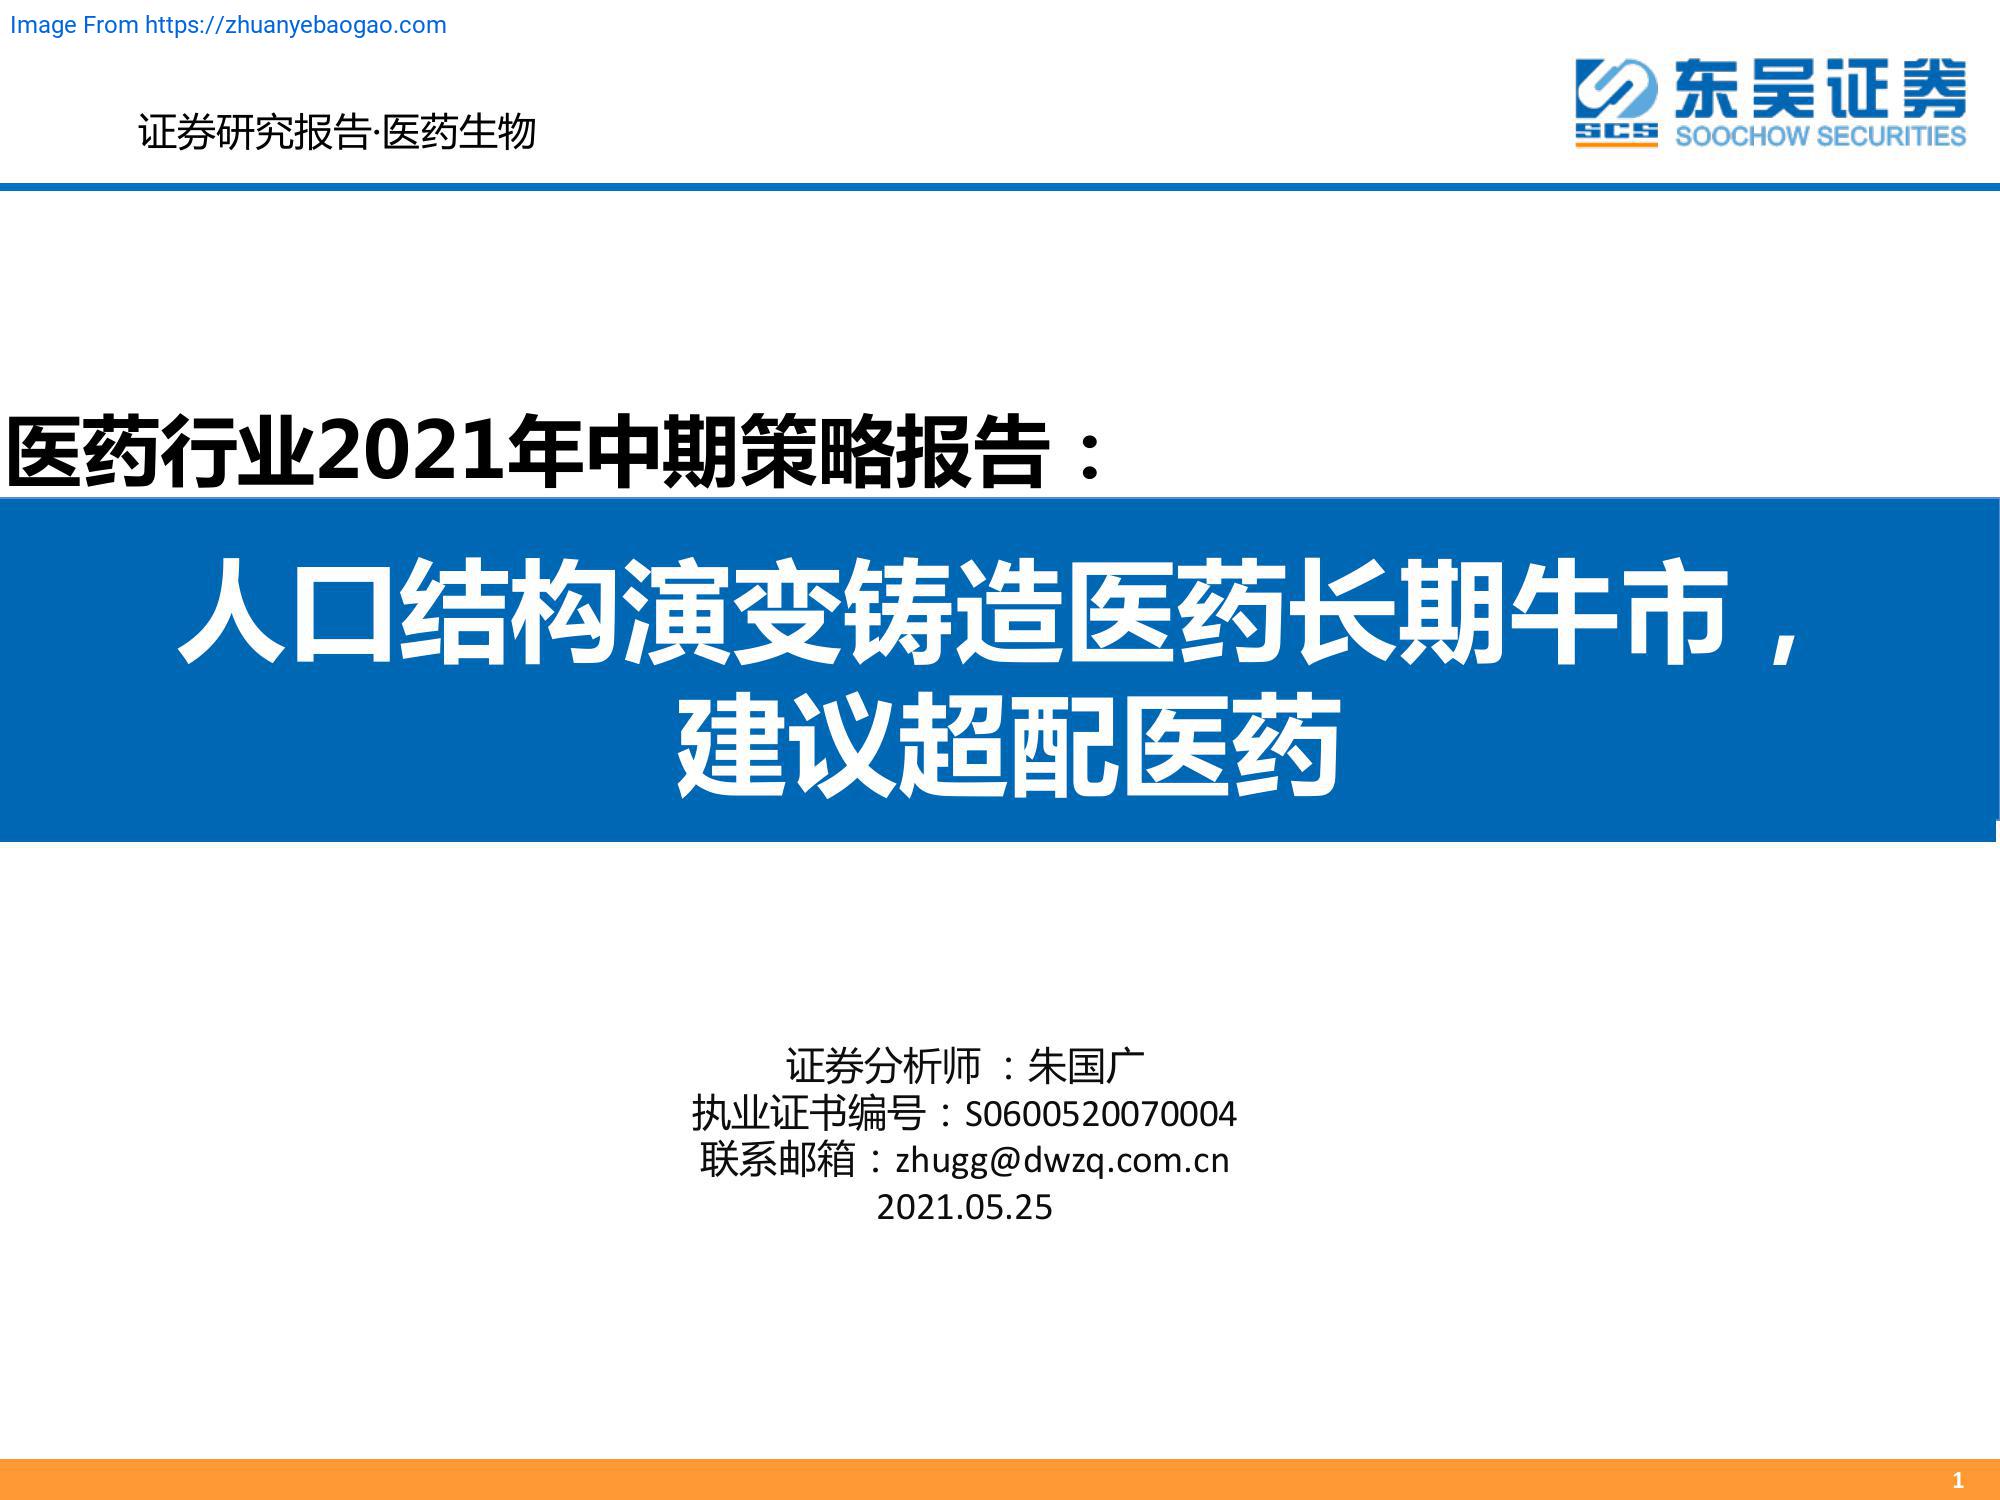 Image From https://zhuanyebaogao.com
东吴证券
SCS
SOOCHOW SECURITIES
证券研究报告·医药生物
医药行业2021年中期策略报告：
人口结构演变铸造医药长期牛市，
建议超配医药
证券分析师 ：朱国广
执业证书编号：S0600520070004
联系邮箱：zhugg@dwzq.com.cn
2021.05.25
1